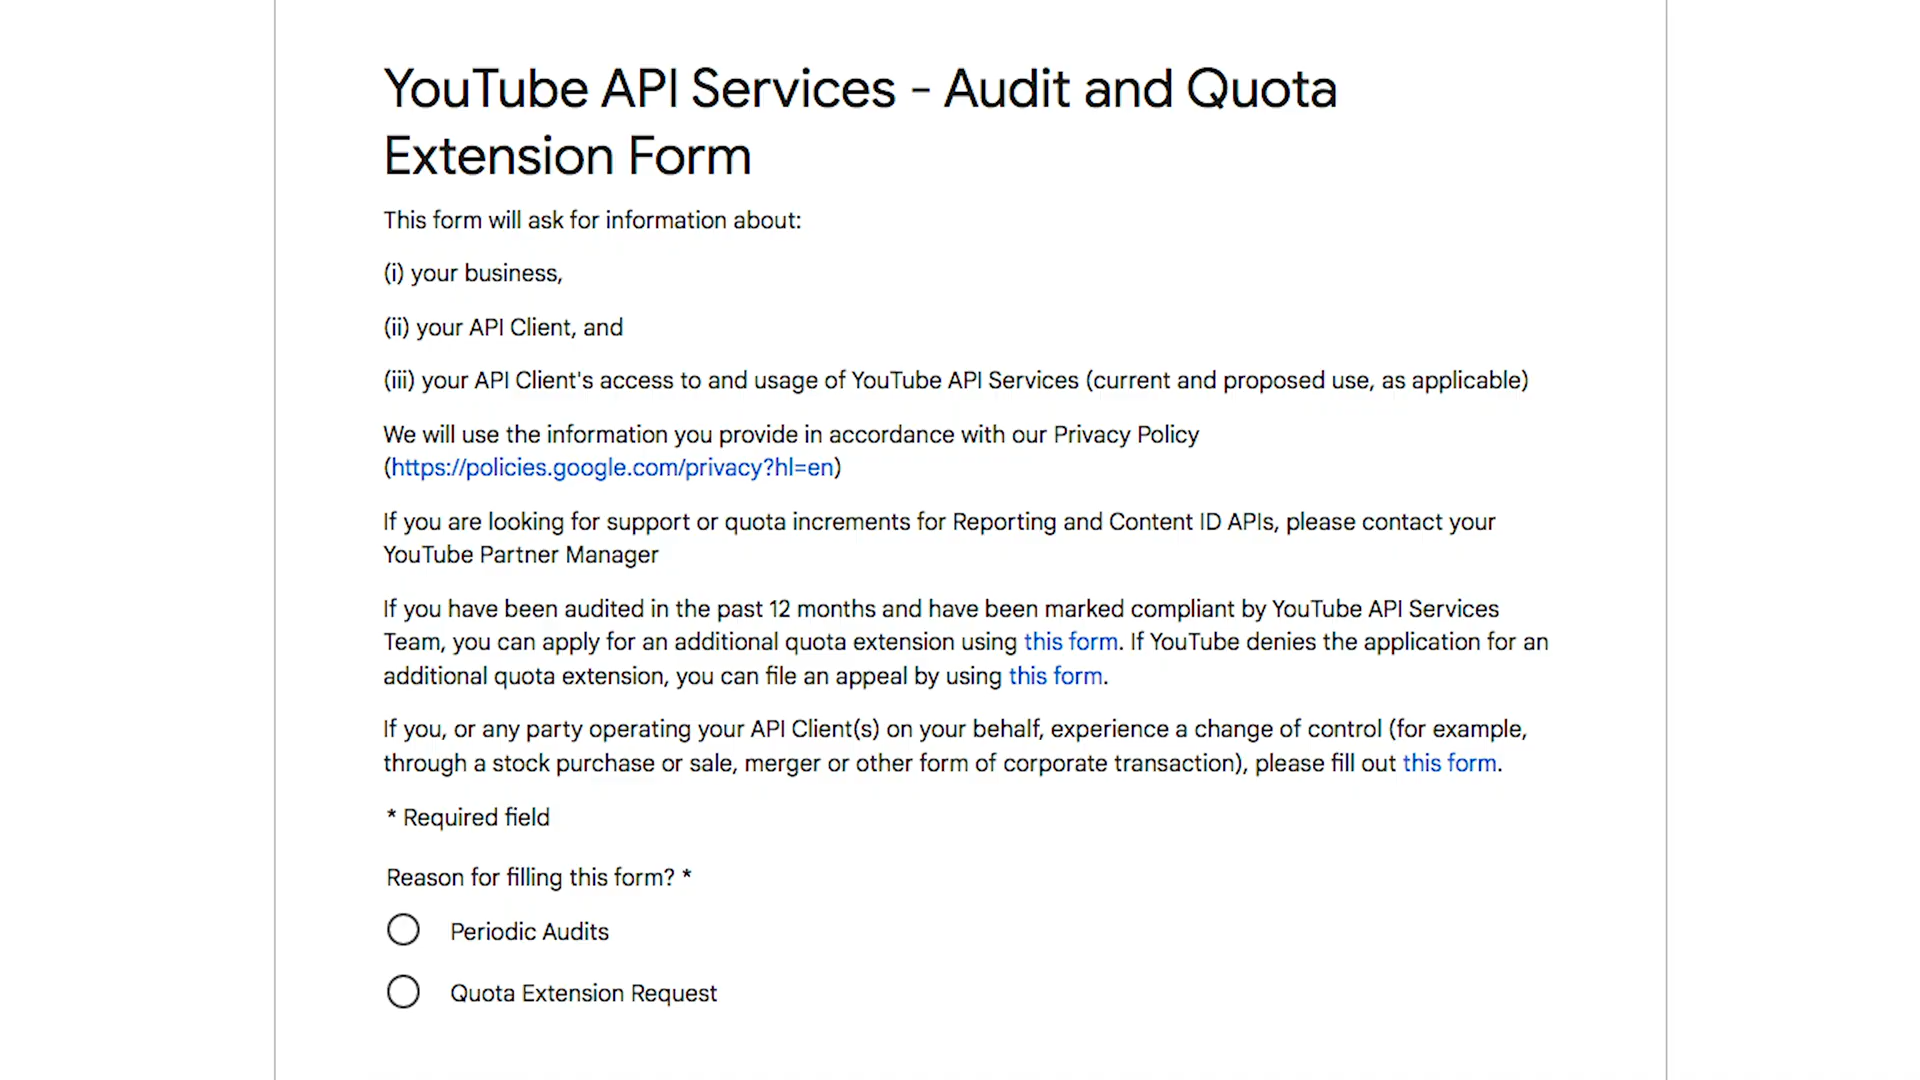 YouTube API Services - Audit and Quota
Extension Form
This form will ask for information about:
(i) your business,
(ii) your API Client, and
(iii) your API Client's access to and usage of YouTube API Services (current and proposed use, as applicable)
We will use the information you provide in accordance with our Privacy Policy
(https://policies.google.com/privacy?hl=en)
If you are looking for support or quota increments for Reporting and Content ID APIs, please contact your
YouTube Partner Manager
If you have been audited in the past 12 months and have been marked compliant by YouTube API Services
Team, you can apply for an additional quota extension using this form. If YouTube denies the application for an
additional quota extension, you can file an appeal by using this form.
If you, or any party operating your API Client(s) on your behalf, experience a change of control (for example,
through a stock purchase or sale, merger or other form of corporate transaction), please fill out this form.
* Required field
Reason for filling this form? *
Periodic Audits
Quota Extension Request